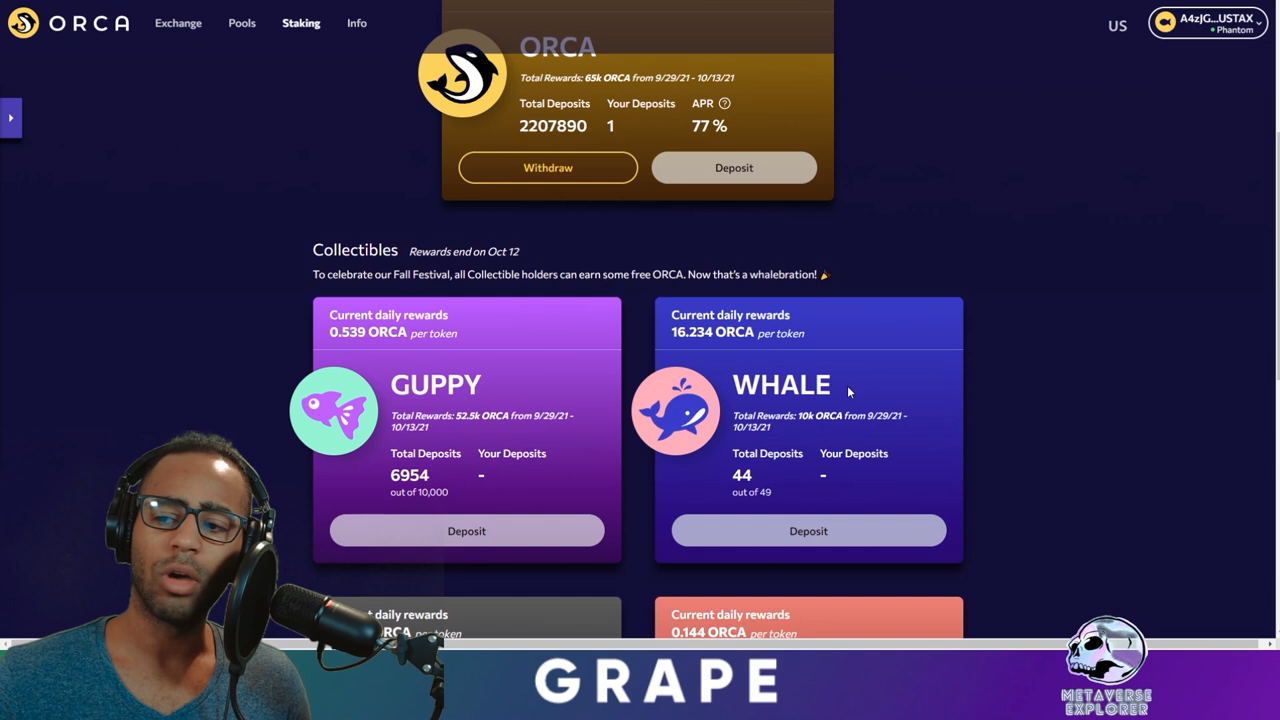 ORCA
Exchange
Pools
Staking
Info
US
A4zJG...USTAX
Phantom
ORCA
Total Rewards: 65k ORCA from 9/29/21 - 10/13/21
Total Deposits Your Deposits APR ?
2207890 1 77 %
Withdraw
Deposit
Collectibles Rewards end on Oct 12
To celebrate our Fall Festival, all Collectible holders can earn some free ORCA. Now that's a whalebration!
Current daily rewards
0.539 ORCA per token
GUPPY
Total Rewards: 52.5k ORCA from 9/29/21 -
10/13/21
Total Deposits Your Deposits
6954 -
out of 10,000
Deposit
Current daily rewards
16.234 ORCA per token
WHALE
Total Rewards: 10k ORCA from 9/29/21 -
10/13/21
Total Deposits Your Deposits
44 -
out of 49
Deposit
daily rewards
per token
Current daily rewards
0.144 ORCA per token
GRAPE
METAVERSE
EXPLORER